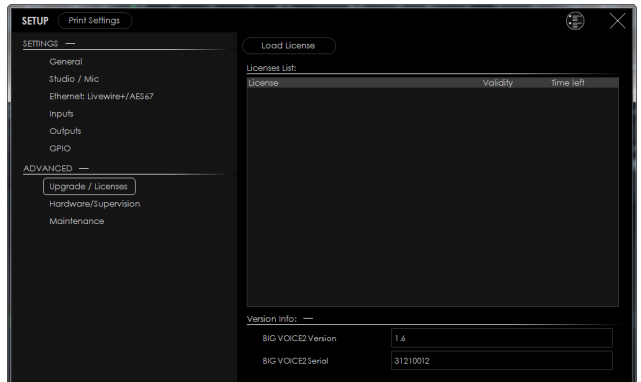 SETUP Print Settings
SETTINGS
General
Studio / Mic
Ethernet: Livewire+/AES67
Inputs
Outputs
GPIO
ADVANCED
Upgrade / Licenses
Hardware/Supervision
Maintenance
Load License
Licenses List:
License Validity Time left
Version Info:
BIG VOICE2 Version 1.6
BIG VOICE2 Serial 31210012